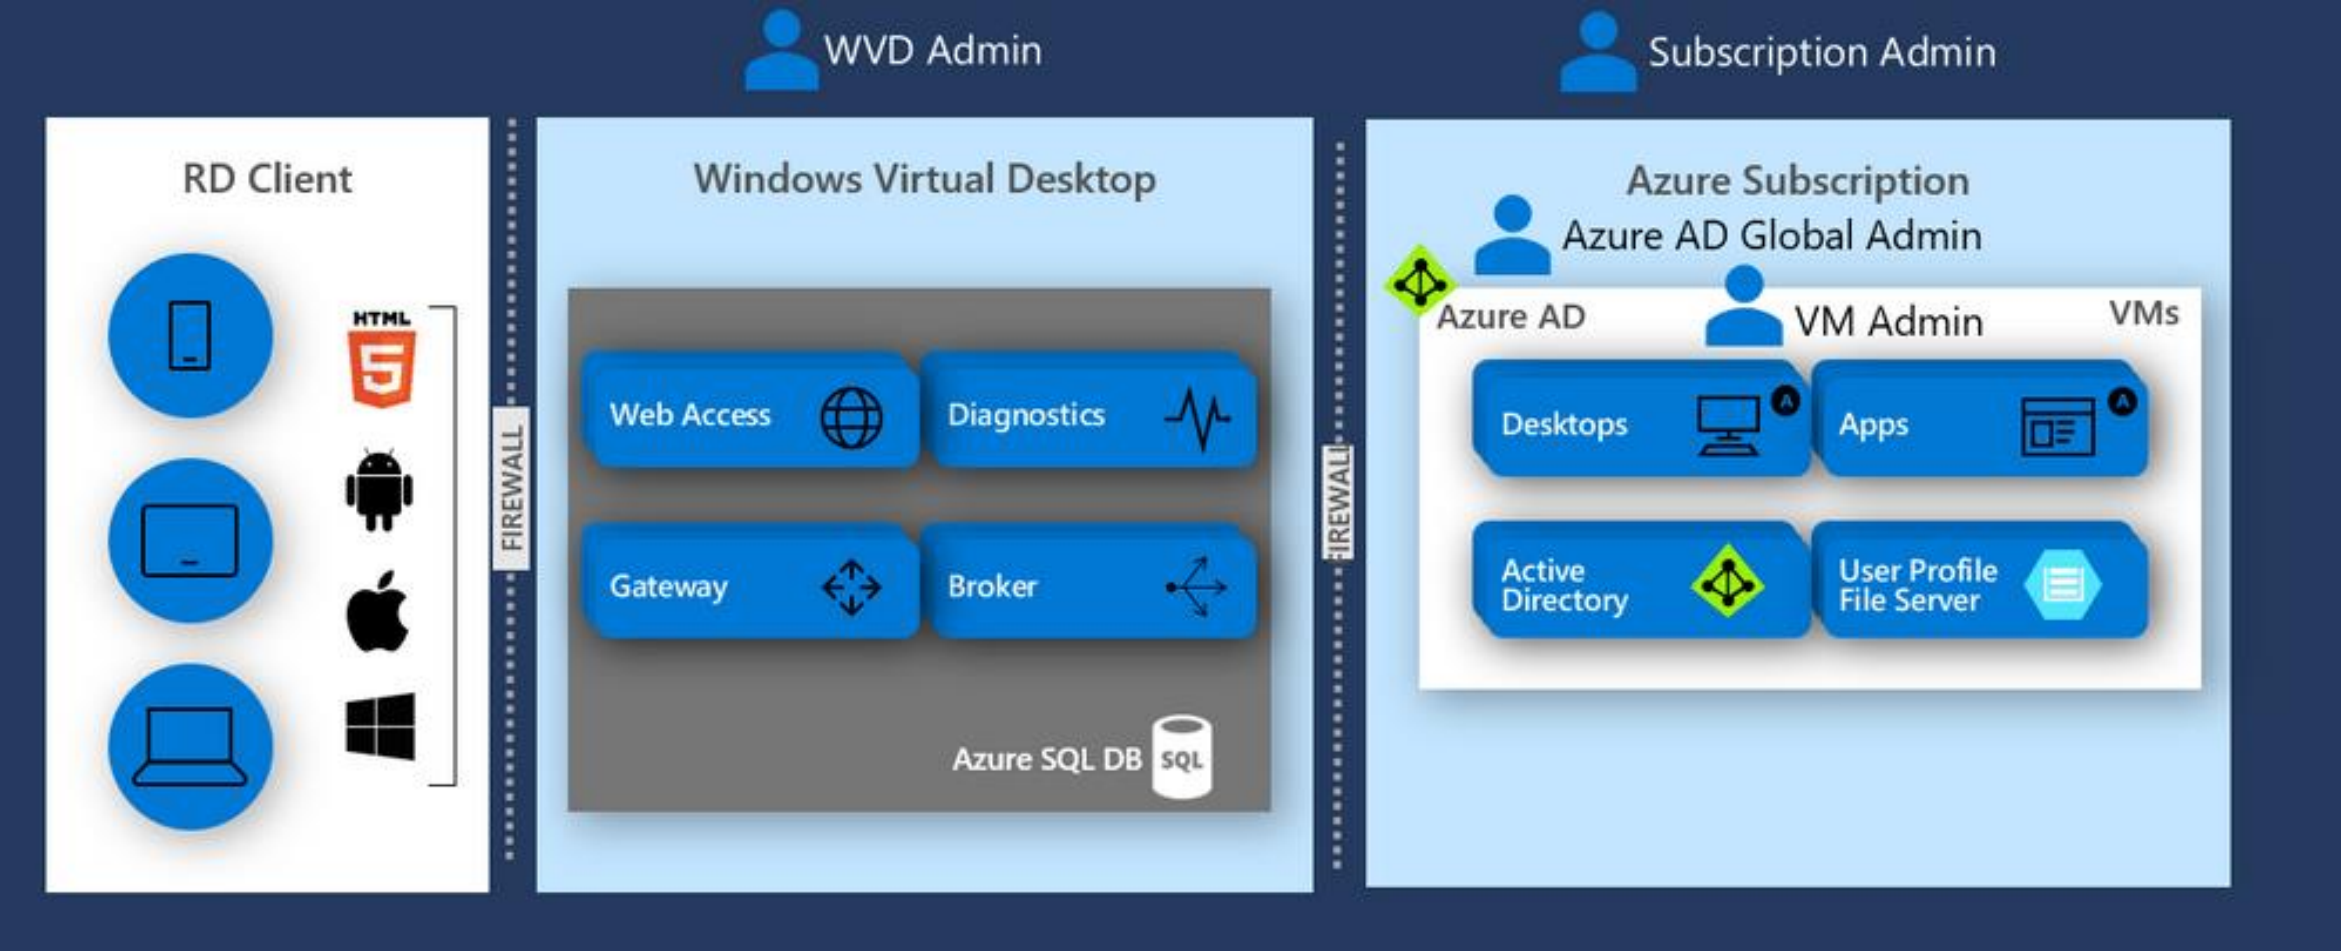 WVD Admin
Subscription Admin
RD Client
HTML
5
FIREWALL
Windows Virtual Desktop
Web Access
Diagnostics
Gateway
Broker
Azure SQL DB
SQL
FIREWALL
Azure Subscription
Azure AD Global Admin
Azure AD
VM Admin
VMs
Desktops
A
Apps
A
Active
Directory
User Profile
File Server